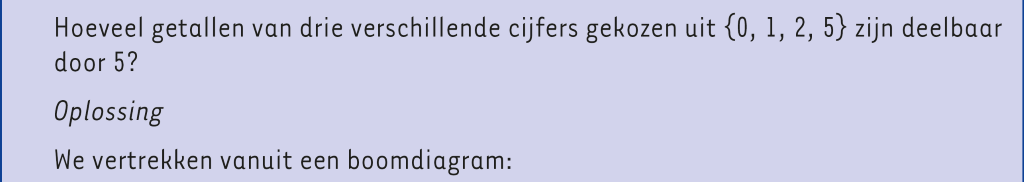 Hoeveel getallen van drie verschillende cijfers gekozen uit {0, 1, 2, 5} zijn deelbaar
door 5?
Oplossing
We vertrekken vanuit een boomdiagram: